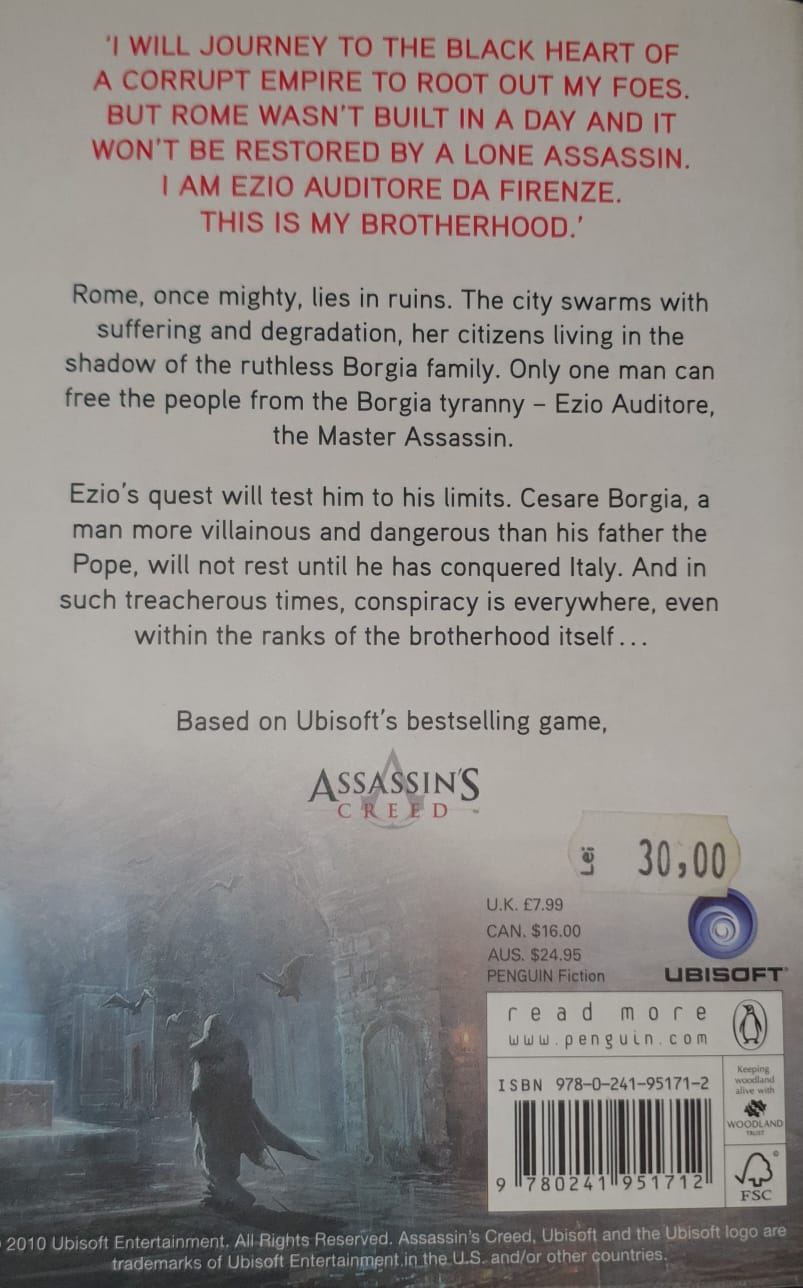 'I WILL JOURNEY TO THE BLACK HEART OF
A CORRUPT EMPIRE TO ROOT OUT MY FOES.
BUT ROME WASN'T BUILT IN A DAY AND IT
WON'T BE RESTORED BY A LONE ASSASSIN.
I AM EZIO AUDITORE DA FIRENZE.
THIS IS MY BROTHERHOOD.'
Rome, once mighty, lies in ruins. The city swarms with
suffering and degradation, her citizens living in the
shadow of the ruthless Borgia family. Only one man can
free the people from the Borgia tyranny – Ezio Auditore,
the Master Assassin.
Ezio's quest will test him to his limits. Cesare Borgia, a
man more villainous and dangerous than his father the
Pope, will not rest until he has conquered Italy. And in
such treacherous times, conspiracy is everywhere, even
within the ranks of the brotherhood itself...
Based on Ubisoft's bestselling game,
ASSASSIN'S
CREED
30,00
U.K. £7.99
CAN. $16.00
AUS. $24.95
PENGUIN Fiction
UBISOFT
read more
www.penguin.com
ISBN 978-0-241-95171-2
9 780241 951712
Keeping
woodland
alive with
WOODLAND
TRUST
FSC
2010 Ubisoft Entertainment. All Rights Reserved. Assassin's Creed, Ubisoft and the Ubisoft logo are
trademarks of Ubisoft Entertainment in the U.S. and/or other countries.